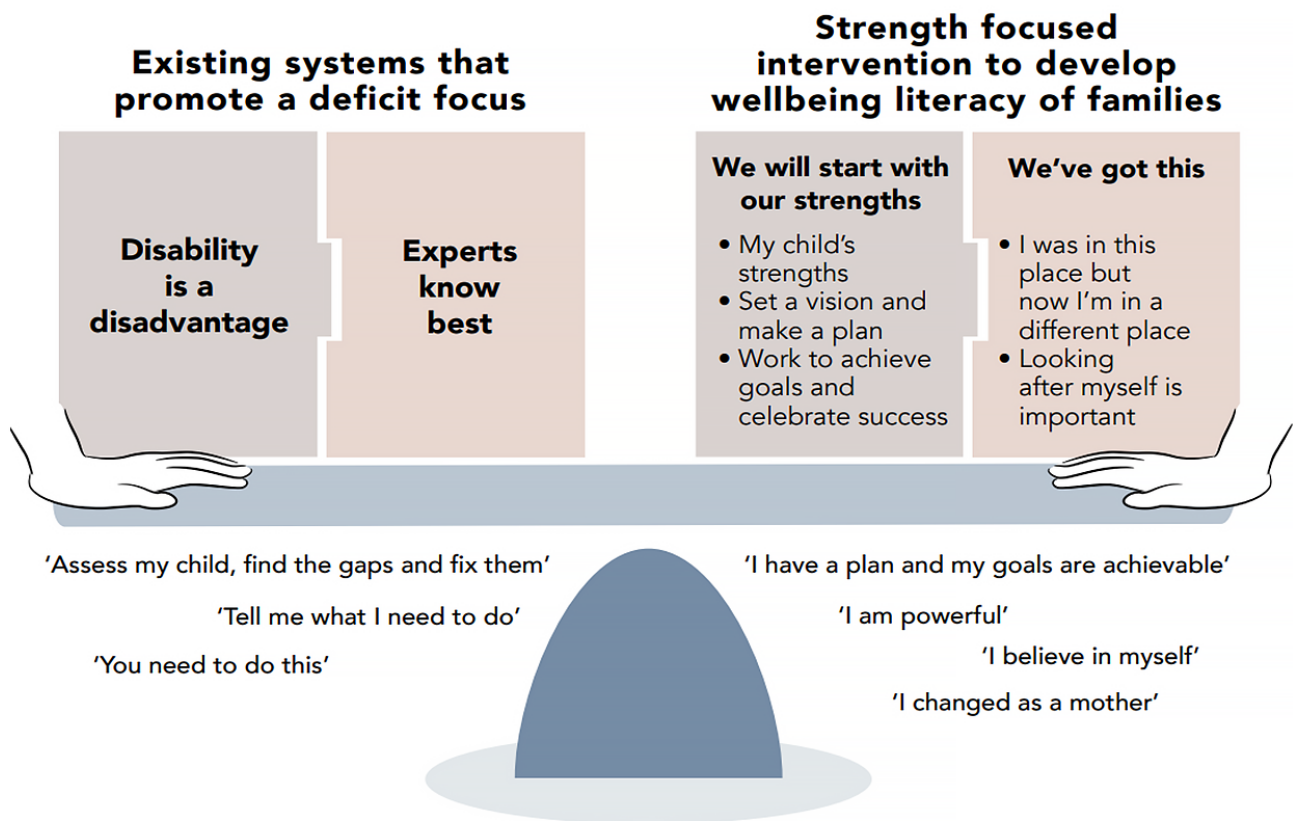 Existing systems that
promote a deficit focus
Disability
is a
disadvantage
Experts
know
best
Strength focused
intervention to develop
wellbeing literacy of families
We will start with
our strengths
• My child’s
strengths
• Set a vision and
make a plan
• Work to achieve
goals and
celebrate success
We’ve got this
• I was in this
place but
now I’m in a
different place
• Looking
after myself is
important
‘Assess my child, find the gaps and fix them’
‘Tell me what I need to do’
‘You need to do this’
‘I have a plan and my goals are achievable’
‘I am powerful’
‘I believe in myself’
‘I changed as a mother’